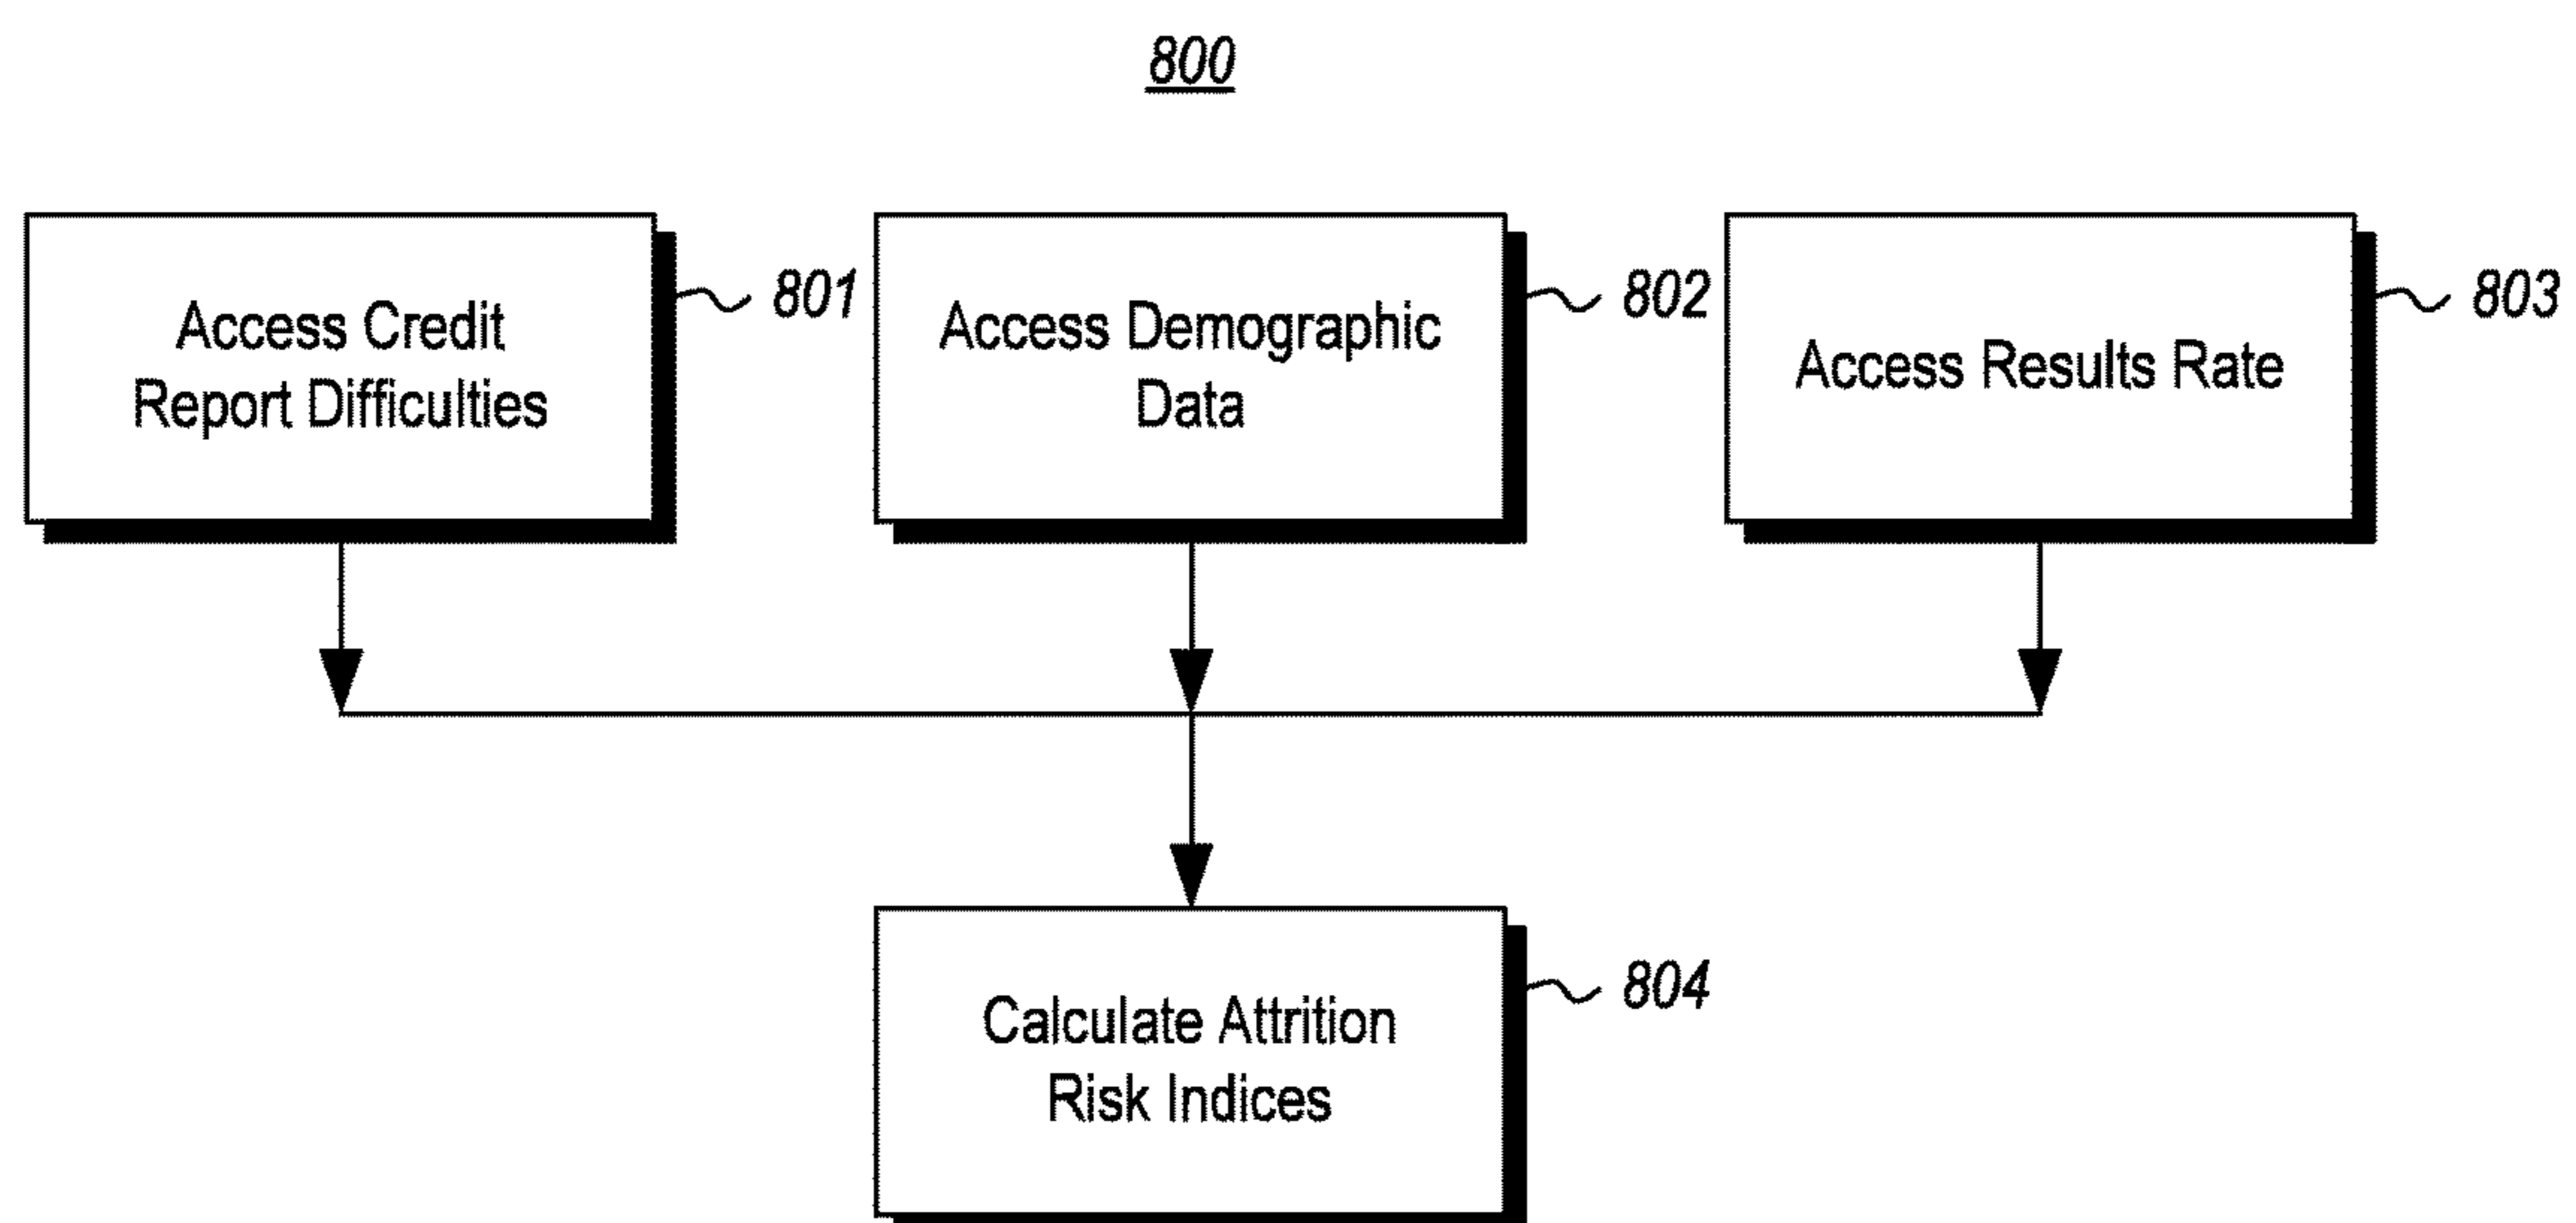 800
Access Credit
Report Difficulties
801
Access Demographic
Data
802
Access Results Rate
803
Calculate Attrition
Risk Indices
804